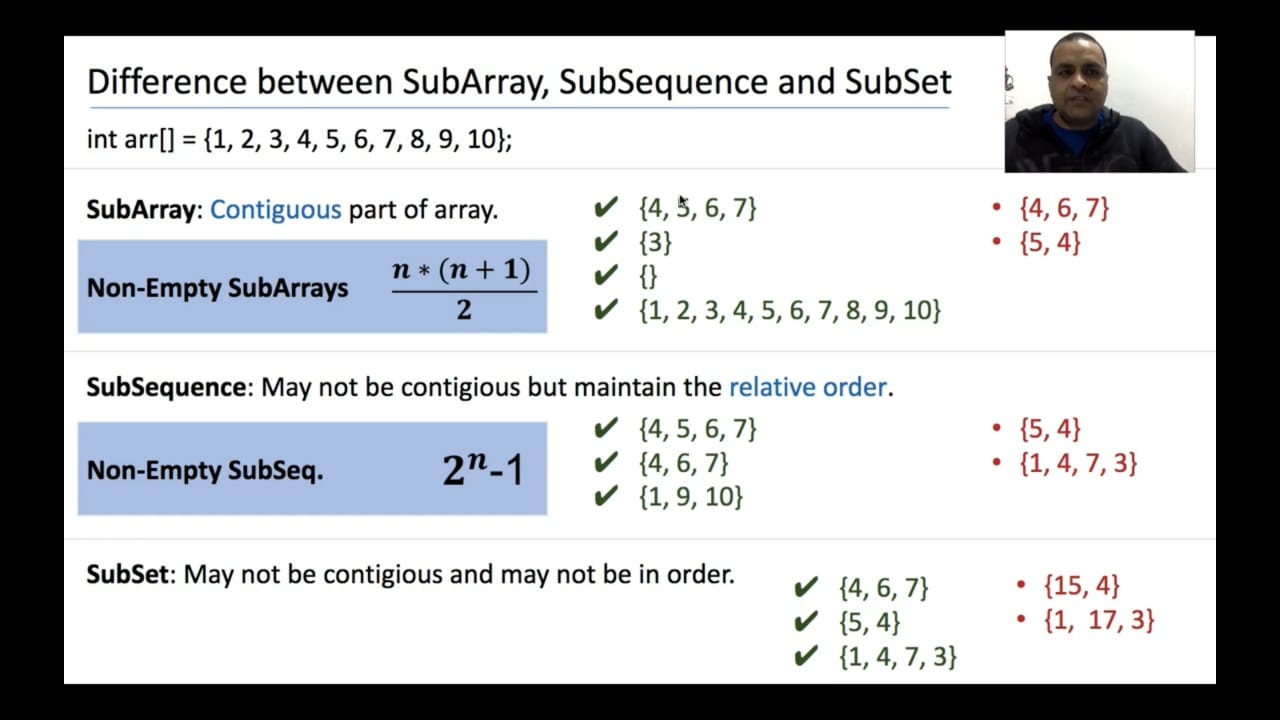 Difference between SubArray, SubSequence and SubSet
int arr[] = {1, 2, 3, 4, 5, 6, 7, 8, 9, 10};
SubArray: Contiguous part of array.
Non-Empty SubArrays n * (n + 1) / 2
✔ {4, 5, 6, 7}
✔ {3}
✔ {}
✔ {1, 2, 3, 4, 5, 6, 7, 8, 9, 10}
• {4, 6, 7}
• {5, 4}
SubSequence: May not be contigious but maintain the relative order.
Non-Empty SubSeq. 2ⁿ-1
✔ {4, 5, 6, 7}
✔ {4, 6, 7}
✔ {1, 9, 10}
• {5, 4}
• {1, 4, 7, 3}
SubSet: May not be contigious and may not be in order.
✔ {4, 6, 7}
✔ {5, 4}
✔ {1, 4, 7, 3}
• {15, 4}
• {1, 17, 3}